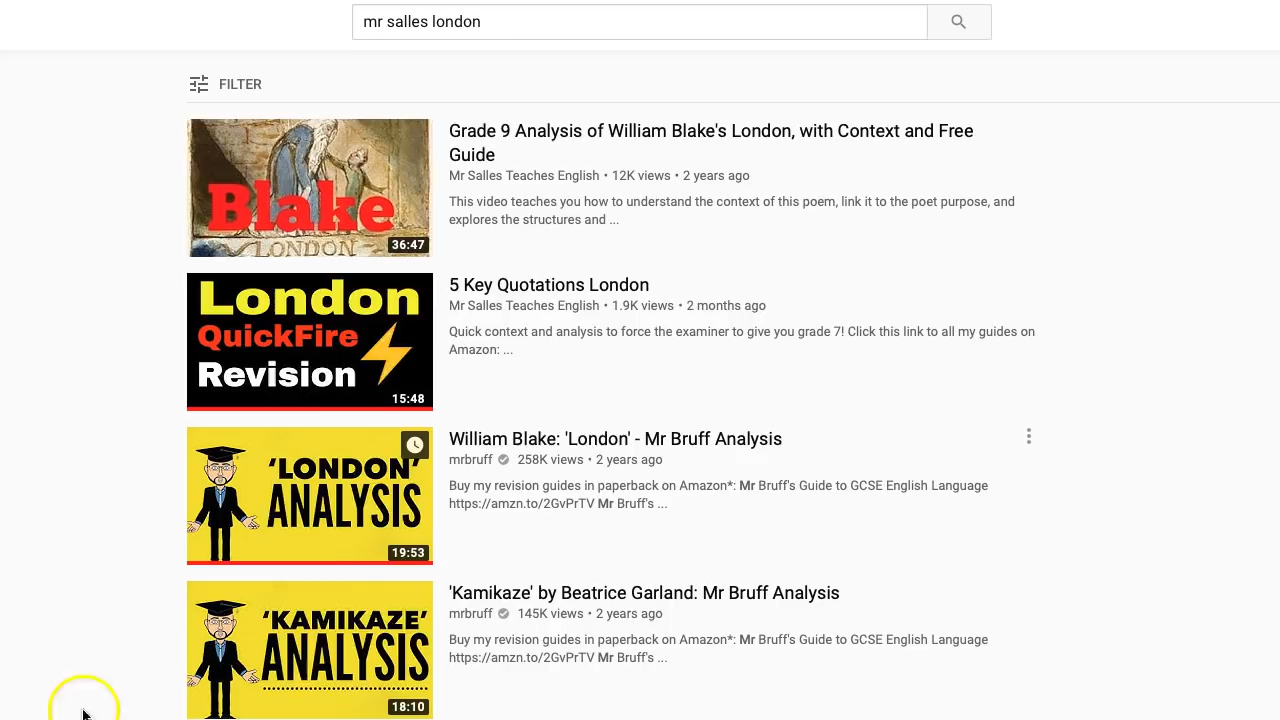 mr salles london
FILTER
Blake
LONDON
36:47
Grade 9 Analysis of William Blake's London, with Context and Free
Guide
Mr Salles Teaches English • 12K views • 2 years ago
This video teaches you how to understand the context of this poem, link it to the poet purpose, and
explores the structures and ...
London
QuickFire
Revision
15:48
5 Key Quotations London
Mr Salles Teaches English • 1.9K views • 2 months ago
Quick context and analysis to force the examiner to give you grade 7! Click this link to all my guides on
Amazon: ...
'LONDON'
ANALYSIS
19:53
William Blake: 'London' - Mr Bruff Analysis
mrbruff 258K views • 2 years ago
Buy my revision guides in paperback on Amazon*: Mr Bruff's Guide to GCSE English Language
https://amzn.to/2GvPrTV Mr Bruff's ...
'KAMIKAZE'
ANALYSIS
18:10
'Kamikaze' by Beatrice Garland: Mr Bruff Analysis
mrbruff 145K views • 2 years ago
Buy my revision guides in paperback on Amazon*: Mr Bruff's Guide to GCSE English Language
https://amzn.to/2GvPrTV Mr Bruff's ...